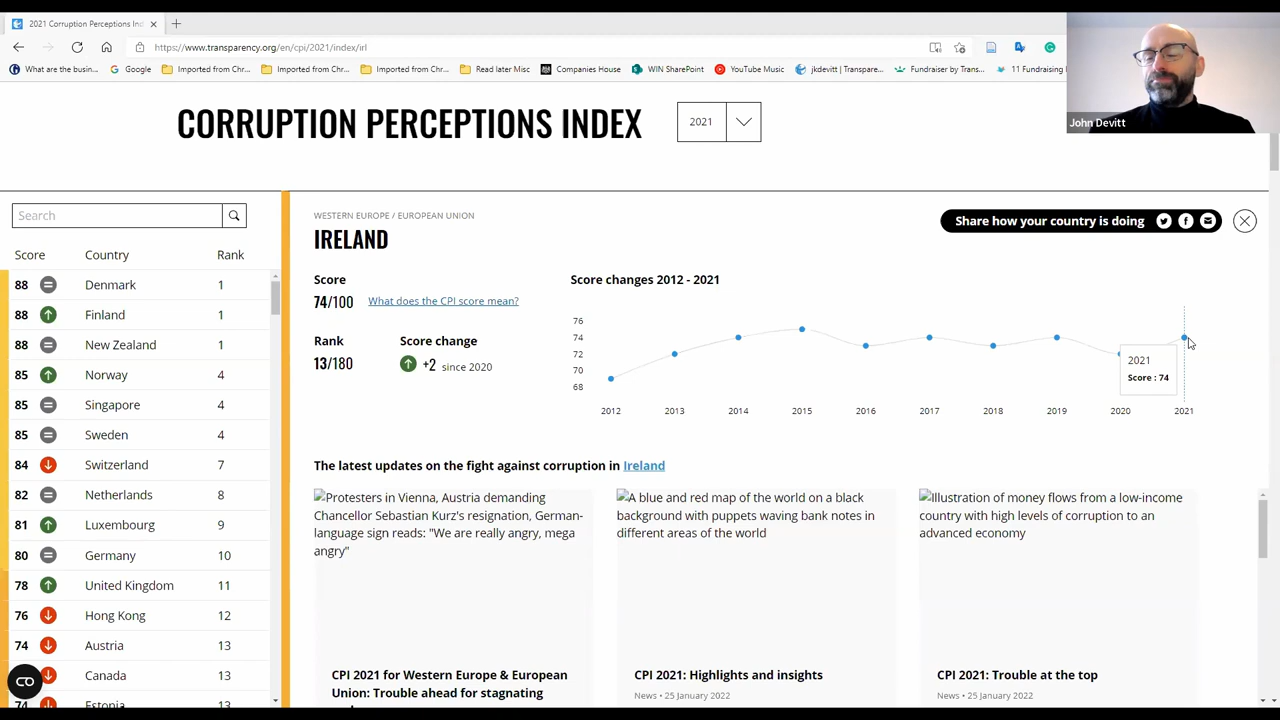 2021 Corruption Perceptions Ind
https://www.transparency.org/en/cpi/2021/index/irl
What are the busin...
Google
Imported from Chr...
Imported from Chr...
Imported from Chr...
Read later Misc
Companies House
WIN SharePoint
YouTube Music
jkdevitt | Transpare...
Fundraiser by Trans...
11 Fundraising
John Devitt
CORRUPTION PERCEPTIONS INDEX
2021
Search
Score Country Rank
88 Denmark 1
88 Finland 1
88 New Zealand 1
85 Norway 4
85 Singapore 4
85 Sweden 4
84 Switzerland 7
82 Netherlands 8
81 Luxembourg 9
80 Germany 10
78 United Kingdom 11
76 Hong Kong 12
74 Austria 13
Canada 13
74 Estonia 13
WESTERN EUROPE / EUROPEAN UNION
IRELAND
Share how your country is doing
Score
74/100 What does the CPI score mean?
Rank
13/180
Score change
+2 since 2020
Score changes 2012 - 2021
76
74
72
70
68
2012 2013 2014 2015 2016 2017 2018 2019 2020 2021
2021
Score : 74
The latest updates on the fight against corruption in Ireland
Protesters in Vienna, Austria demanding
Chancellor Sebastian Kurz's resignation, German-
language sign reads: "We are really angry, mega
angry"
CPI 2021 for Western Europe & European
Union: Trouble ahead for stagnating
A blue and red map of the world on a black
background with puppets waving bank notes in
different areas of the world
CPI 2021: Highlights and insights
News • 25 January 2022
Illustration of money flows from a low-income
country with high levels of corruption to an
advanced economy
CPI 2021: Trouble at the top
News • 25 January 2022